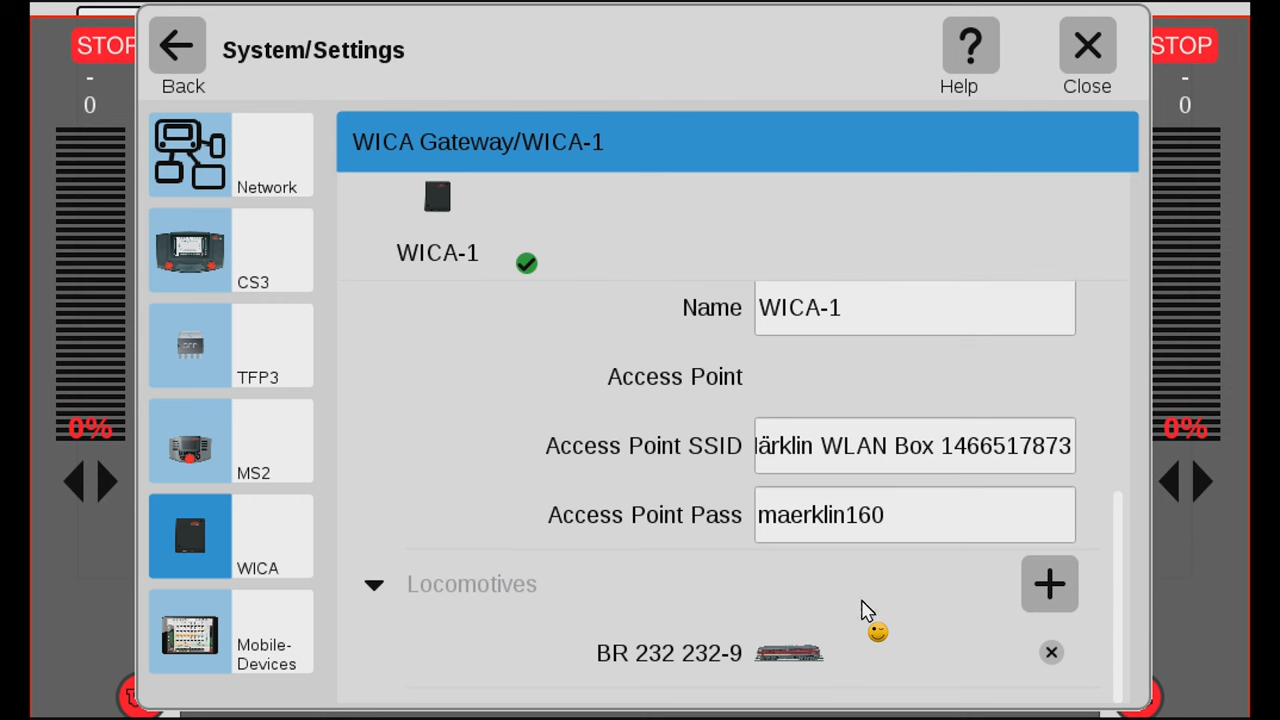 STOP
-
0
0%
Back
System/Settings
Help
Close
STOP
-
0
0%
Network
CS3
TFP3
MS2
WICA
Mobile-
Devices
WICA Gateway/WICA-1
WICA-1
Name WICA-1
Access Point
Access Point SSID ärklin WLAN Box 1466517873
Access Point Pass maerklin160
Locomotives
BR 232 232-9